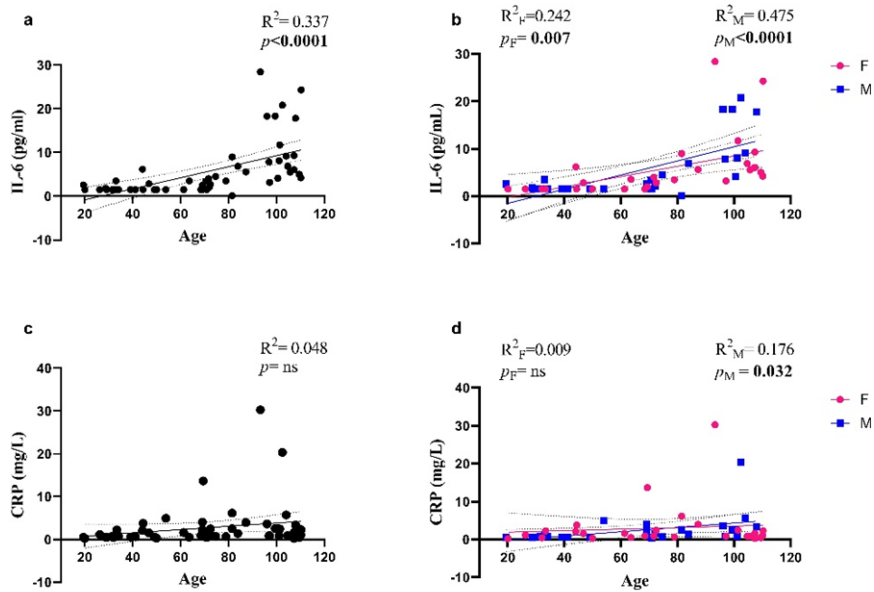 a
R²= 0.337
p<0.0001
IL-6 (pg/ml)
30
20
10
0
-10
20
40
60
80
100
120
Age
b
R²F=0.242
R²M=0.475
pF= 0.007
pM<0.0001
IL-6 (pg/mL)
30
20
10
0
-10
20
40
60
80
100
120
Age
F
M
c
R²= 0.048
p= ns
CRP (mg/L)
40
30
20
10
0
-10
20
40
60
80
100
120
Age
d
R²F=0.009
R²M= 0.176
pF= ns
pM = 0.032
CRP (mg/L)
40
30
20
10
0
-10
20
40
60
80
100
120
Age
F
M